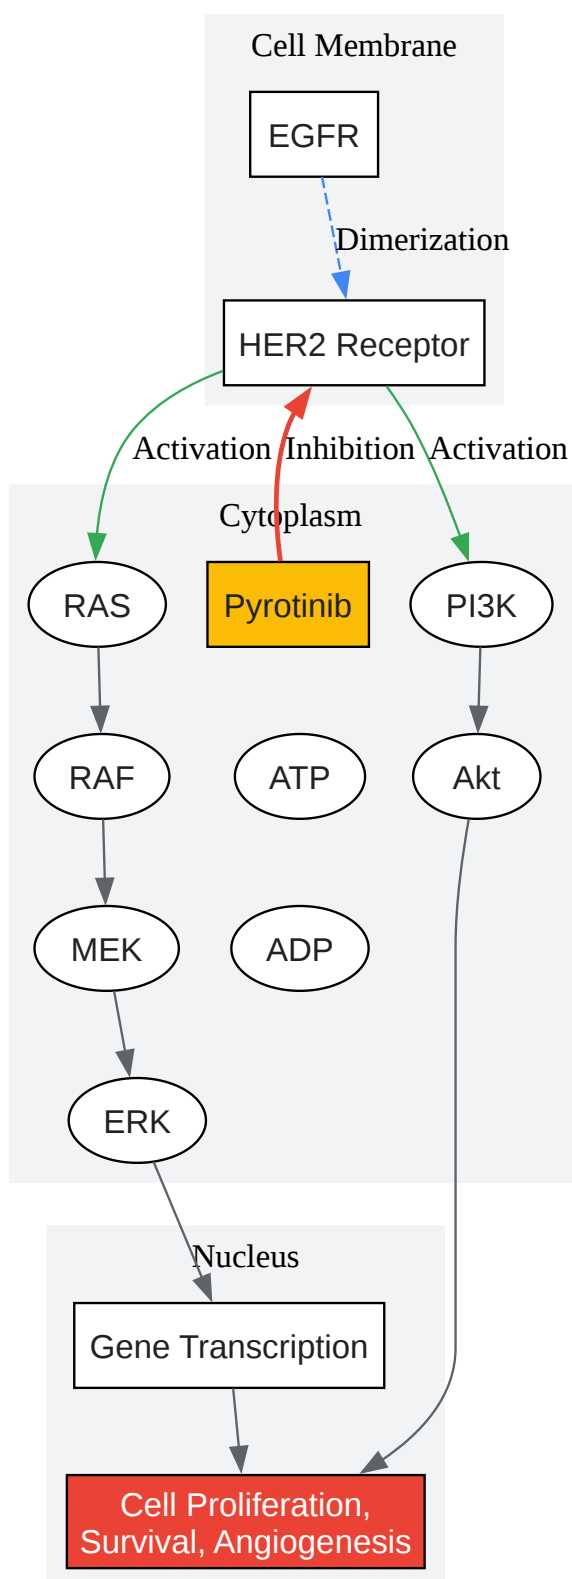 Cell Membrane
EGFR
Dimerization
HER2 Receptor
Activation
Inhibition
Activation
Cytoplasm
RAS
Pyrotinib
PI3K
RAF
ATP
Akt
MEK
ADP
ERK
Nucleus
Gene Transcription
Cell Proliferation,
Survival, Angiogenesis